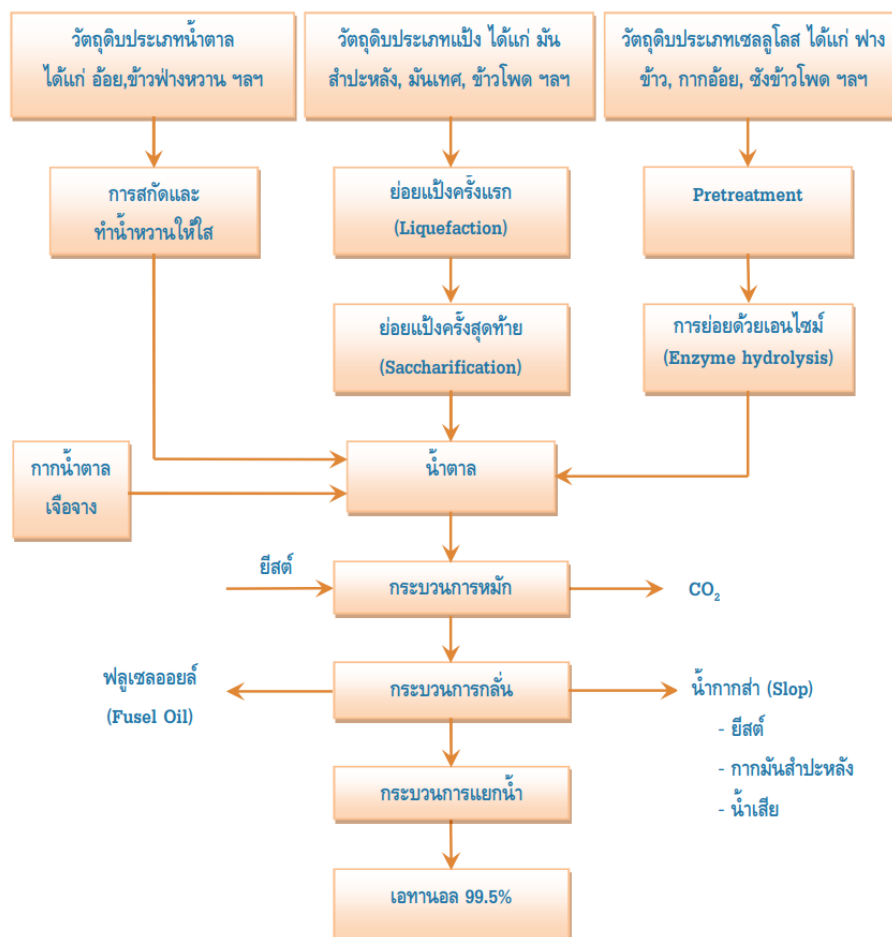 วัตถุดิบประเภทน้ำตาล
ได้แก่ อ้อย,ข้าวฟ่างหวาน ฯลฯ
วัตถุดิบประเภทแป้ง ได้แก่ มัน
สำปะหลัง, มันเทศ, ข้าวโพด ฯลฯ
วัตถุดิบประเภทเซลลูโลส ได้แก่ ฟาง
ข้าว, กากอ้อย, ซังข้าวโพด ฯลฯ
การสกัดและ
ทำน้ำหวานให้ใส
ย่อยแป้งครั้งแรก
(Liquefaction)
Pretreatment
ย่อยแป้งครั้งสุดท้าย
(Saccharification)
การย่อยด้วยเอนไซม์
(Enzyme hydrolysis)
กากน้ำตาล
เจือจาง
น้ำตาล
ยีสต์
กระบวนการหมัก
CO₂
ฟลูเซลออยล์
(Fusel Oil)
กระบวนการกลั่น
น้ำกากส่า (Slop)
- ยีสต์
- กากมันสำปะหลัง
- น้ำเสีย
กระบวนการแยกน้ำ
เอทานอล 99.5%